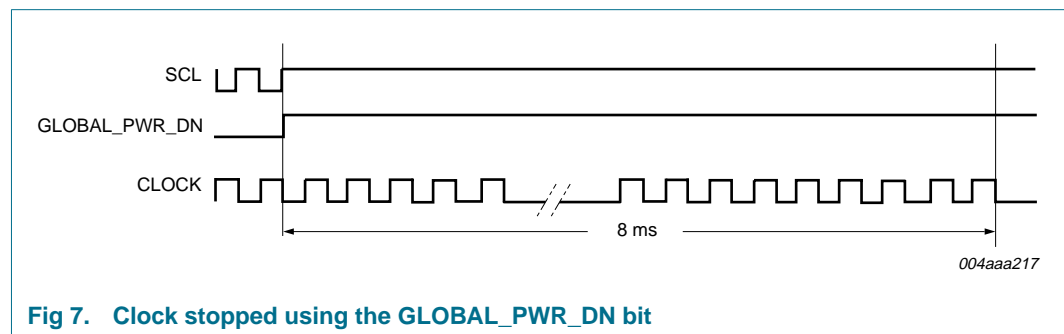 SCL
GLOBAL_PWR_DN
CLOCK
8 ms
004aaa217
Fig 7. Clock stopped using the GLOBAL_PWR_DN bit